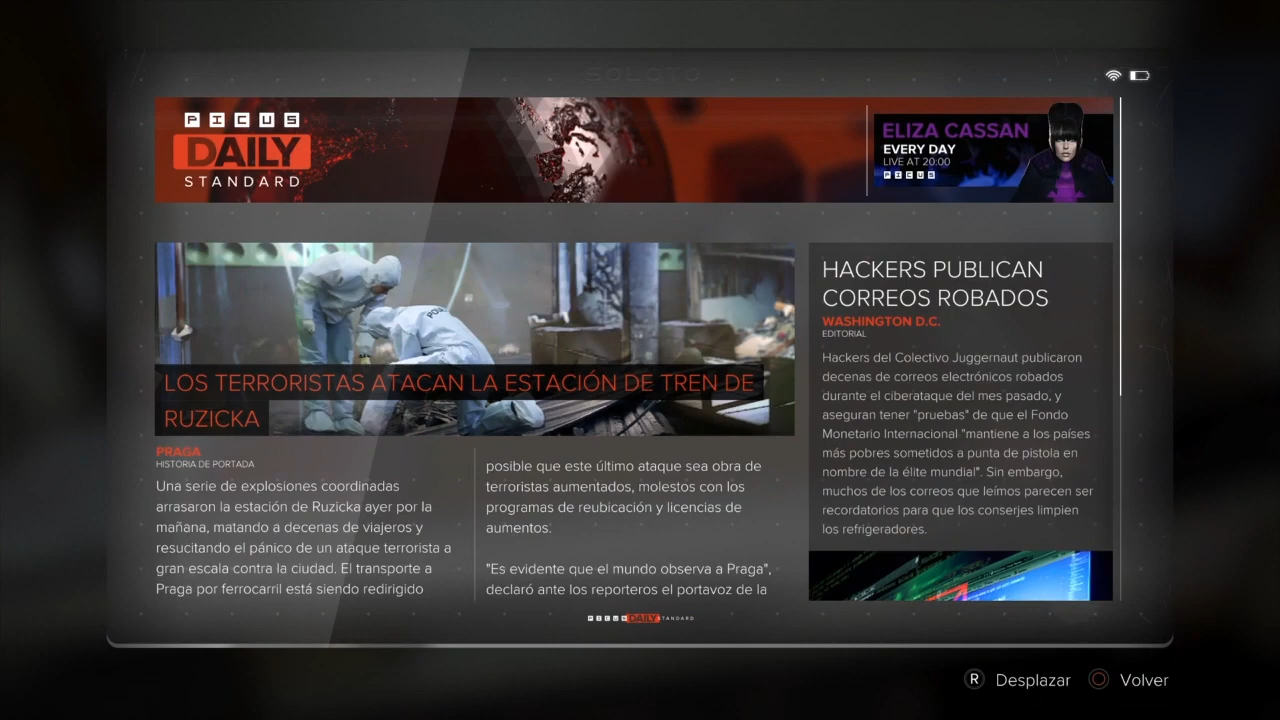 SOLOTO
PICUS
DAILY
STANDARD
ELIZA CASSAN
EVERY DAY
LIVE AT 20:00
PICUS
LOS TERRORISTAS ATACAN LA ESTACIÓN DE TREN DE
RUZICKA
PRAGA
HISTORIA DE PORTADA
Una serie de explosiones coordinadas
arrasaron la estación de Ruzicka ayer por la
mañana, matando a decenas de viajeros y
resucitando el pánico de un ataque terrorista a
gran escala contra la ciudad. El transporte a
Praga por ferrocarril está siendo redirigido
posible que este último ataque sea obra de
terroristas aumentados, molestos con los
programas de reubicación y licencias de
aumentos.
"Es evidente que el mundo observa a Praga",
declaró ante los reporteros el portavoz de la
HACKERS PUBLICAN
CORREOS ROBADOS
WASHINGTON D.C.
EDITORIAL
Hackers del Colectivo Juggernaut publicaron
decenas de correos electrónicos robados
durante el ciberataque del mes pasado, y
aseguran tener "pruebas" de que el Fondo
Monetario Internacional "mantiene a los países
más pobres sometidos a punta de pistola en
nombre de la élite mundial". Sin embargo,
muchos de los correos que leímos parecen ser
recordatorios para que los conserjes limpien
los refrigeradores.
PICUS DAILY STANDARD
R Desplazar Volver